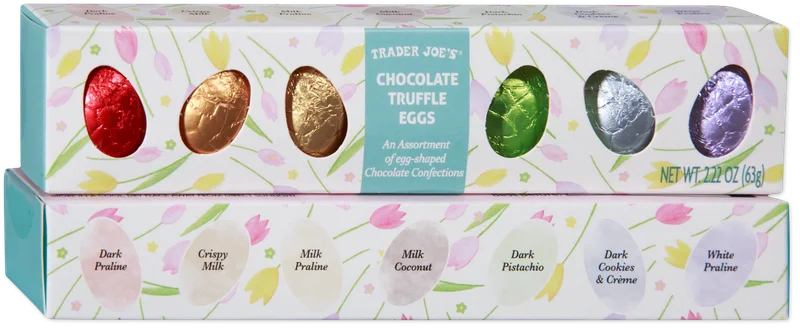 Milk
TRADER JOE'S
CHOCOLATE
TRUFFLE
EGGS
An Assortment
of egg-shaped
Chocolate Confections
NET WT. 2.22 OZ (63g)
Dark
Praline
Crispy
Milk
Milk
Praline
Milk
Coconut
Dark
Pistachio
Dark
Cookies
& Crème
White
Praline